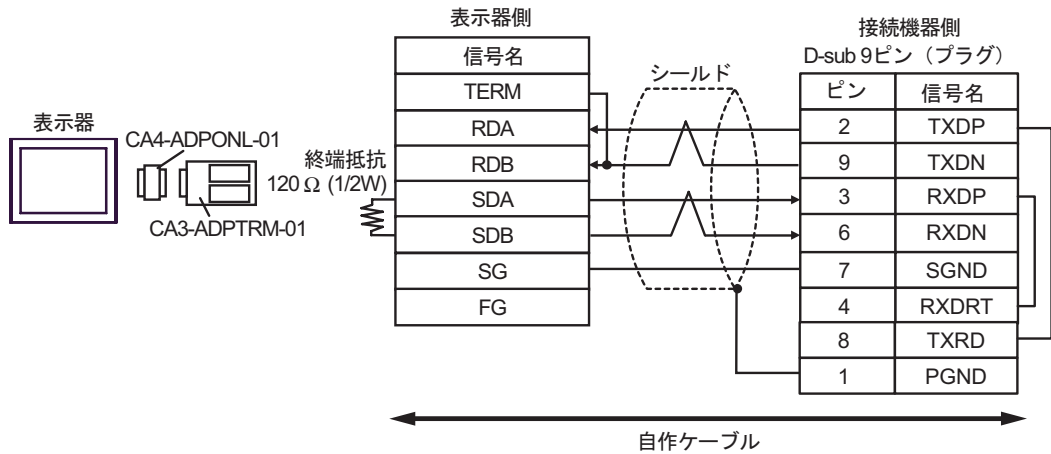 表示器側
信号名
TERM
RDA
RDB
SDA
SDB
SG
FG
表示器
CA4-ADPONL-01
CA3-ADPTRM-01
終端抵抗
120 Ω (1/2W)
シールド
接続機器側
D-sub 9ピン（プラグ）
ピン 信号名
2 TXDP
9 TXDN
3 RXDP
6 RXDN
7 SGND
4 RXDRT
8 TXRD
1 PGND
自作ケーブル